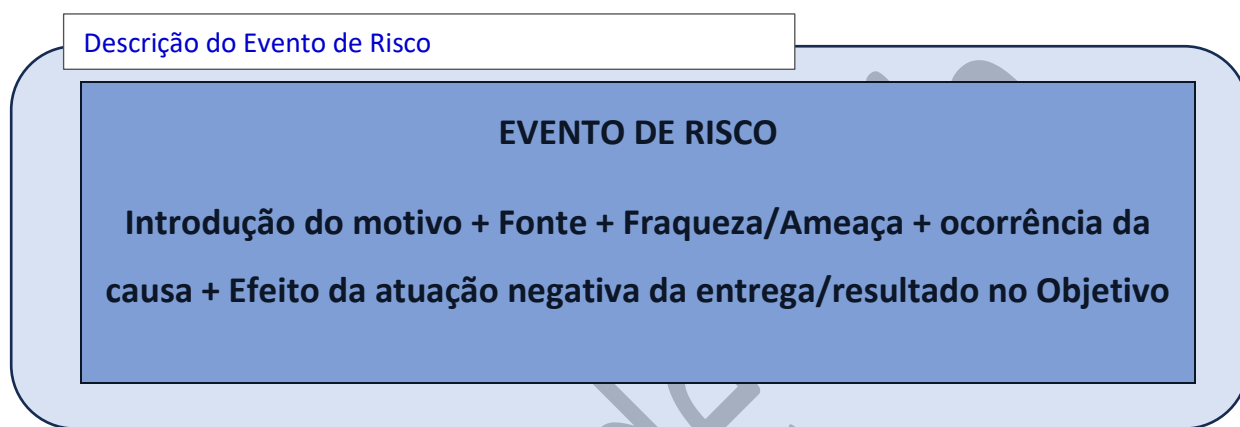 Descrição do Evento de Risco
EVENTO DE RISCO
Introdução do motivo + Fonte + Fraqueza/Ameaça + ocorrência da
causa + Efeito da atuação negativa da entrega/resultado no Objetivo